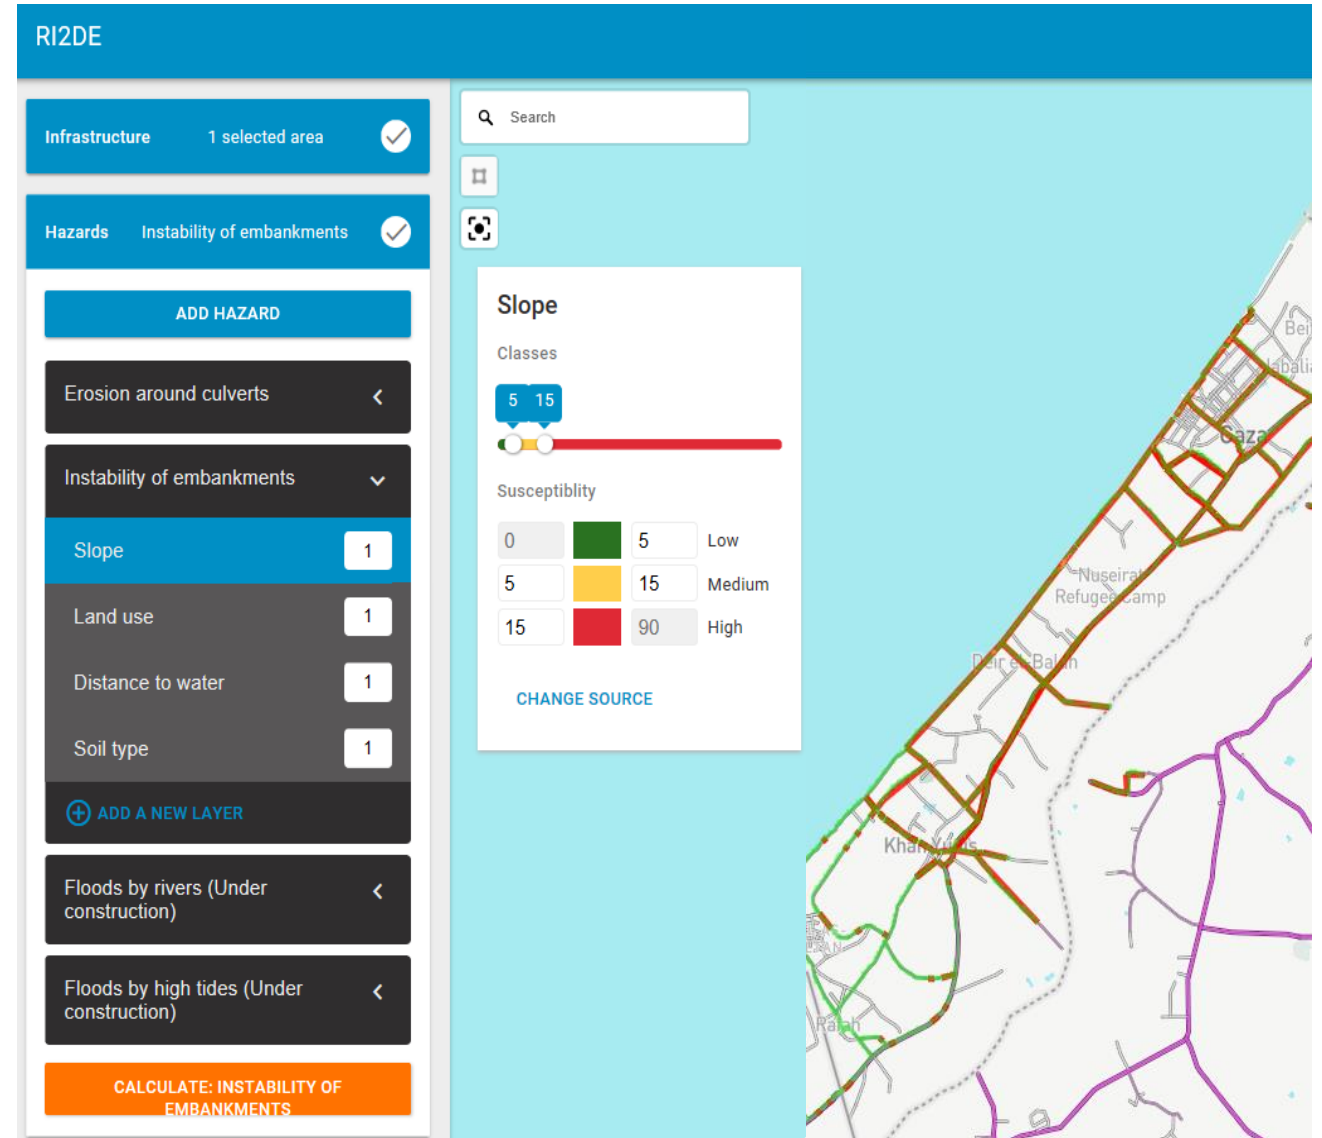 RI2DE
Infrastructure 1 selected area
Hazards Instability of embankments
ADD HAZARD
Erosion around culverts
Instability of embankments
Slope 1
Land use 1
Distance to water 1
Soil type 1
ADD A NEW LAYER
Floods by rivers (Under
construction)
Floods by high tides (Under
construction)
CALCULATE: INSTABILITY OF
EMBANKMENTS
Search
Slope
Classes
5 15
Susceptiblity
0 5 Low
5 15 Medium
15 90 High
CHANGE SOURCE
Gaza
Nuseirat
Refugee Camp
Deir el-Balah
Khan Yunis
Rafah